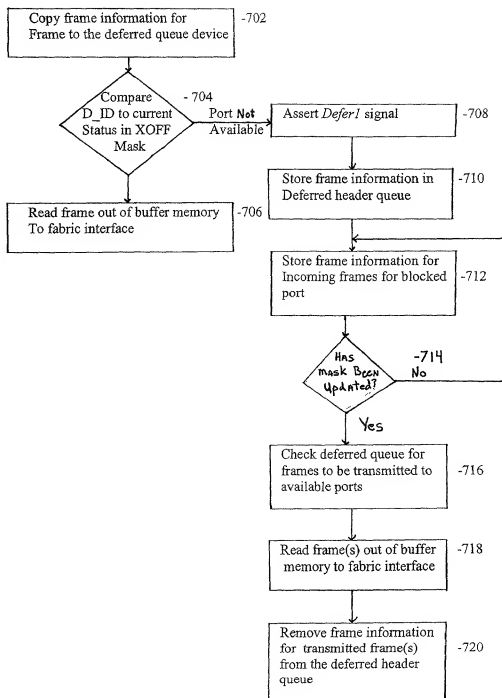 Copy frame information for
Frame to the deferred queue device
-702
Compare
D_ID to current
Status in XOFF
Mask
- 704
Port Not
Available
Assert Defer1 signal
-708
Read frame out of buffer memory
To fabric interface
-706
Store frame information in
Deferred header queue
-710
Store frame information for
Incoming frames for blocked
port
-712
HAS
MASK BEEN
UpdATEd?
-714
No
Yes
Check deferred queue for
frames to be transmitted to
available ports
-716
Read frame(s) out of buffer
memory to fabric interface
-718
Remove frame information
for transmitted frame(s)
from the deferred header
queue
-720